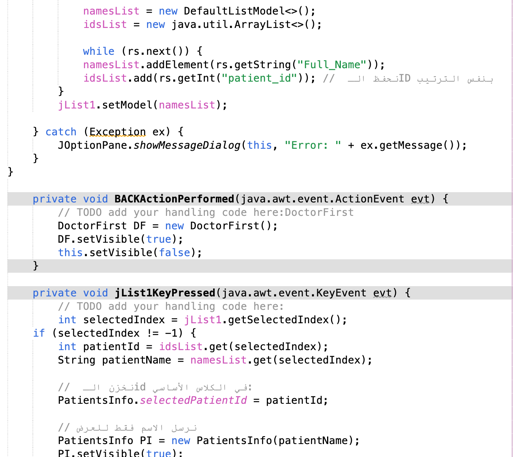 namesList = new DefaultListModel<>();
idsList = new java.util.ArrayList<>();
while (rs.next()) {
namesList.addElement(rs.getString("Full_Name"));
idsList.add(rs.getInt("patient_id")); // نحفظ الـ ID بنفس الترتيب
}
jList1.setModel(namesList);
} catch (Exception ex) {
JOptionPane.showMessageDialog(this, "Error: " + ex.getMessage());
}
}
private void BACKActionPerformed(java.awt.event.ActionEvent evt) {
// TODO add your handling code here:DoctorFirst
DoctorFirst DF = new DoctorFirst();
DF.setVisible(true);
this.setVisible(false);
}
private void jList1KeyPressed(java.awt.event.KeyEvent evt) {
// TODO add your handling code here:
int selectedIndex = jList1.getSelectedIndex();
if (selectedIndex != -1) {
int patientId = idsList.get(selectedIndex);
String patientName = namesList.get(selectedIndex);
// نخزن الـ id في الكلاس الأساسي:
PatientsInfo.selectedPatientId = patientId;
// نرسل الاسم فقط للعرض
PatientsInfo PI = new PatientsInfo(patientName);
PI.setVisible(true);